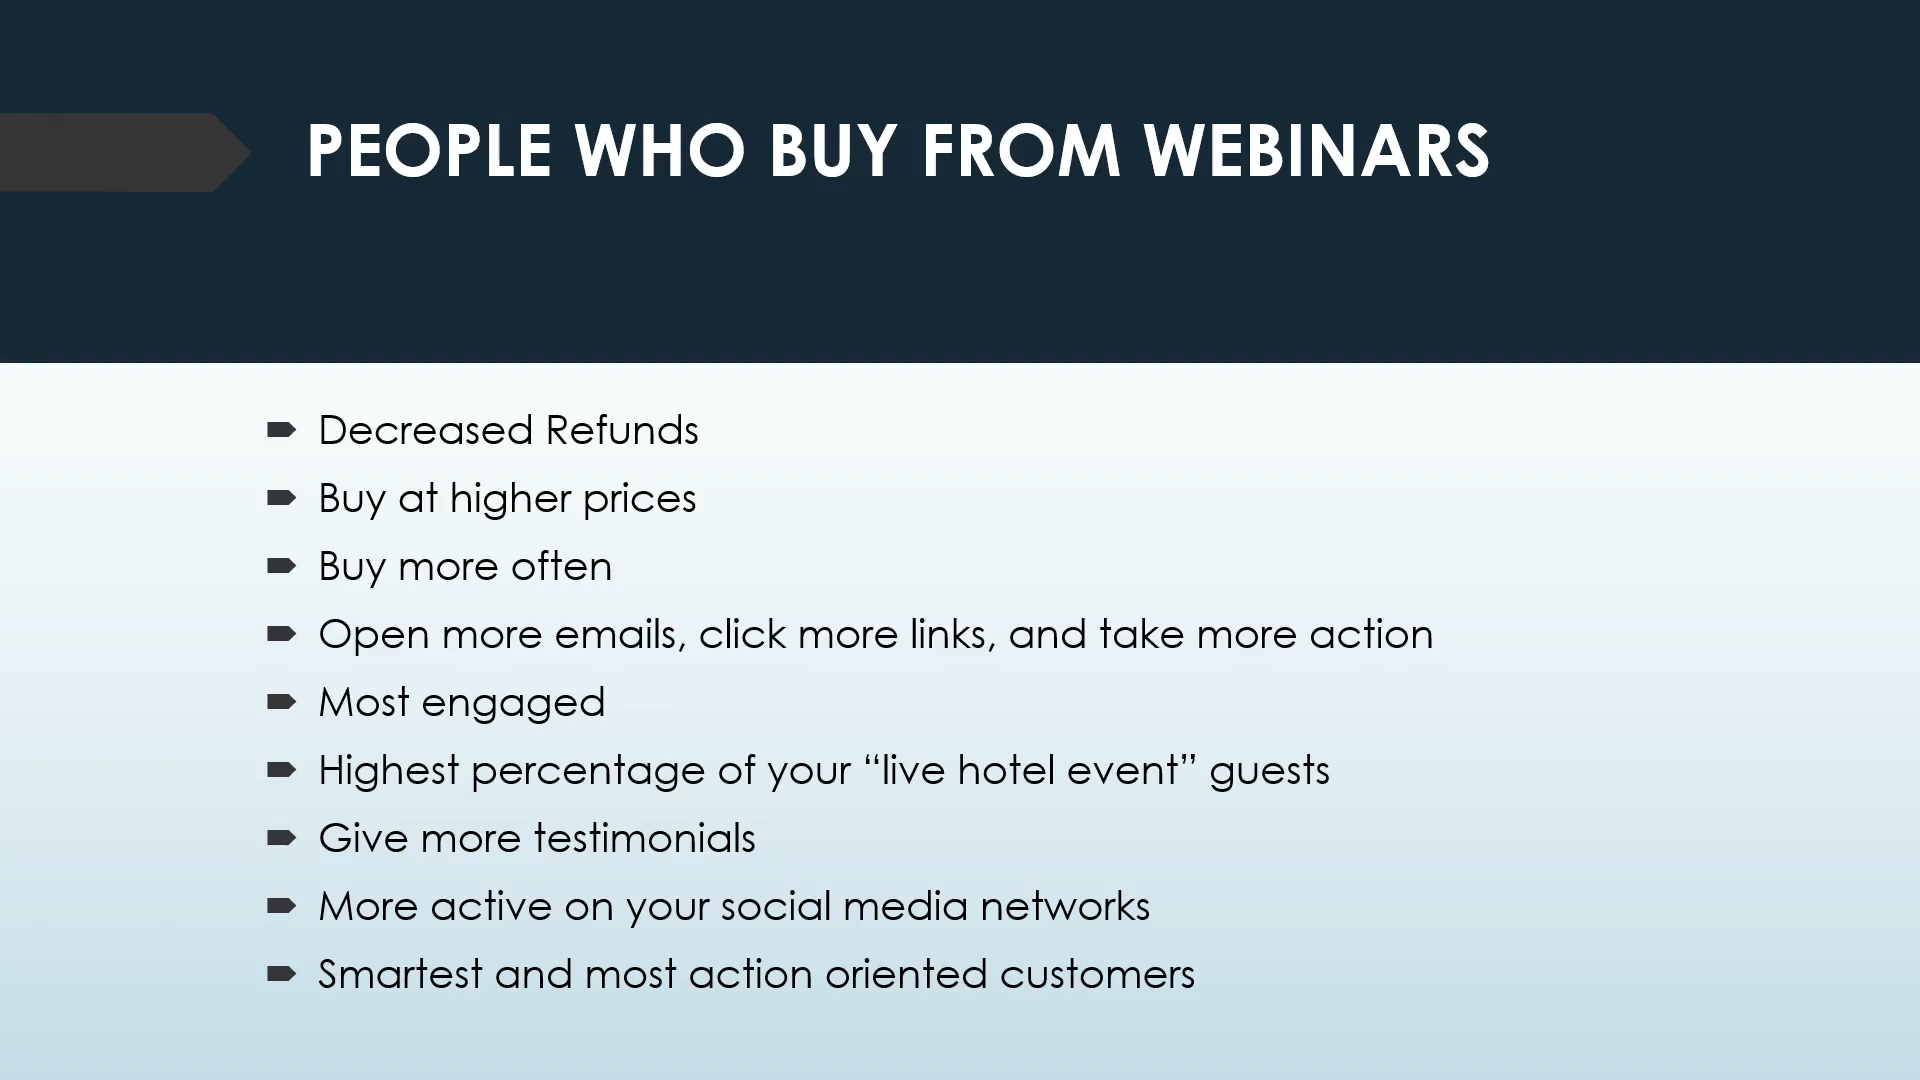 PEOPLE WHO BUY FROM WEBINARS
Decreased Refunds
Buy at higher prices
Buy more often
Open more emails, click more links, and take more action
Most engaged
Highest percentage of your “live hotel event” guests
Give more testimonials
More active on your social media networks
Smartest and most action oriented customers